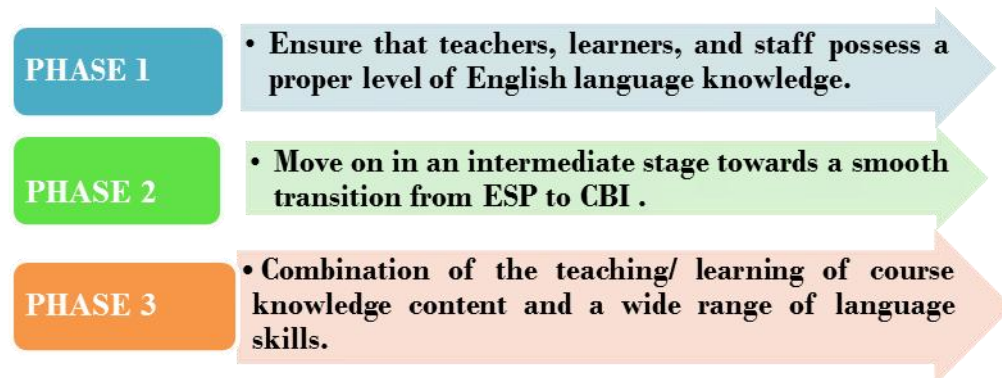 PHASE 1
• Ensure that teachers, learners, and staff possess a
proper level of English language knowledge.
PHASE 2
• Move on in an intermediate stage towards a smooth
transition from ESP to CBI .
PHASE 3
• Combination of the teaching/ learning of course
knowledge content and a wide range of language
skills.